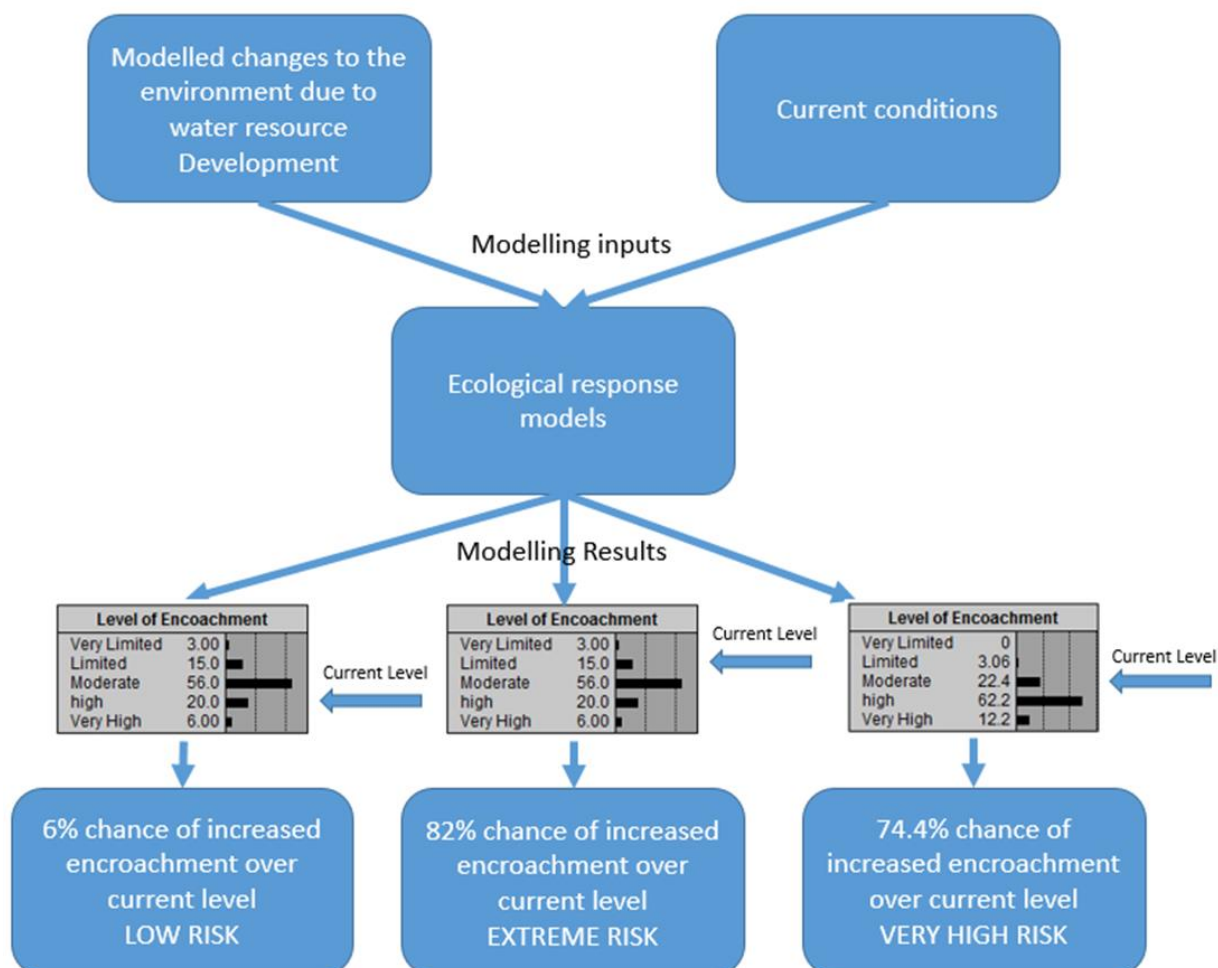 Modelled changes to the
environment due to
water resource
Development
Current conditions
Modelling inputs
Ecological response
models
Modelling Results
Level of Encoachment
Very Limited 3.00
Limited 15.0
Moderate 56.0
high 20.0
Very High 6.00
Current Level
Level of Encoachment
Very Limited 3.00
Limited 15.0
Moderate 56.0
high 20.0
Very High 6.00
Current Level
Level of Encoachment
Very Limited 0
Limited 3.06
Moderate 22.4
high 62.2
Very High 12.2
Current Level
6% chance of increased
encroachment over
current level
LOW RISK
82% chance of increased
encroachment over
current level
EXTREME RISK
74.4% chance of
increased encroachment
over current level
VERY HIGH RISK